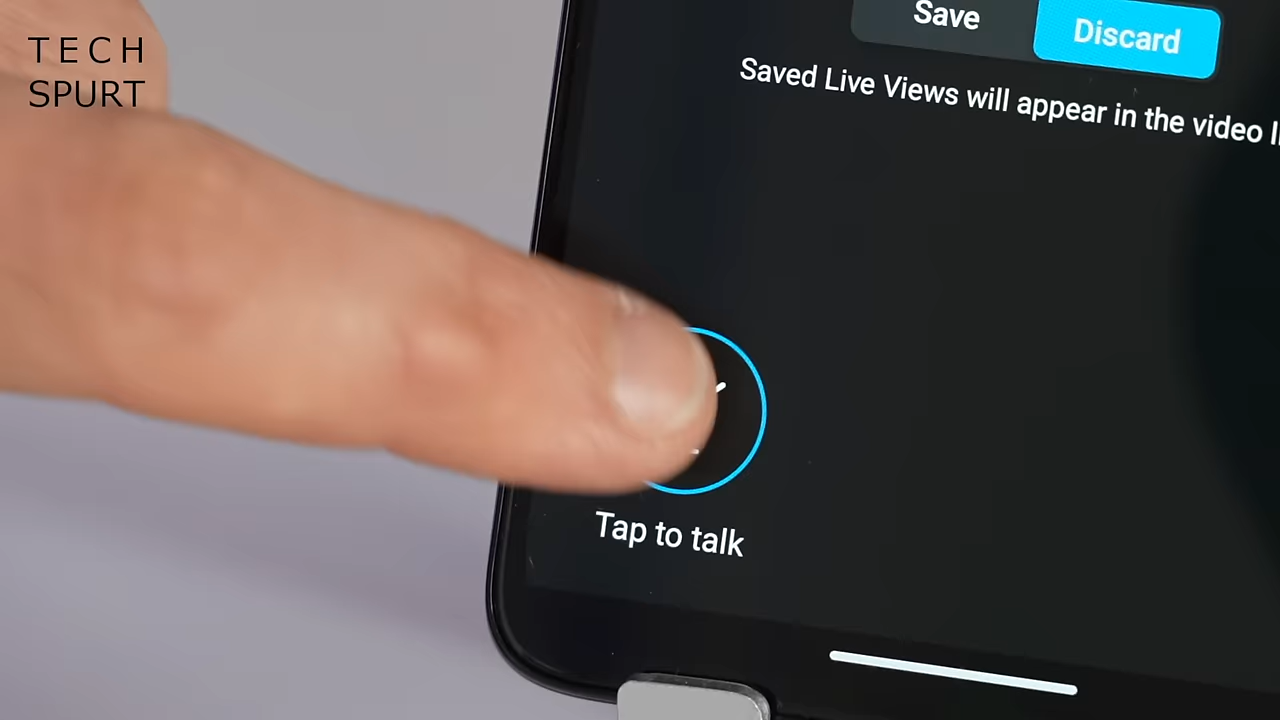 TECH
SPURT
Save
Discard
Saved Live Views will appear in the video
Tap to talk